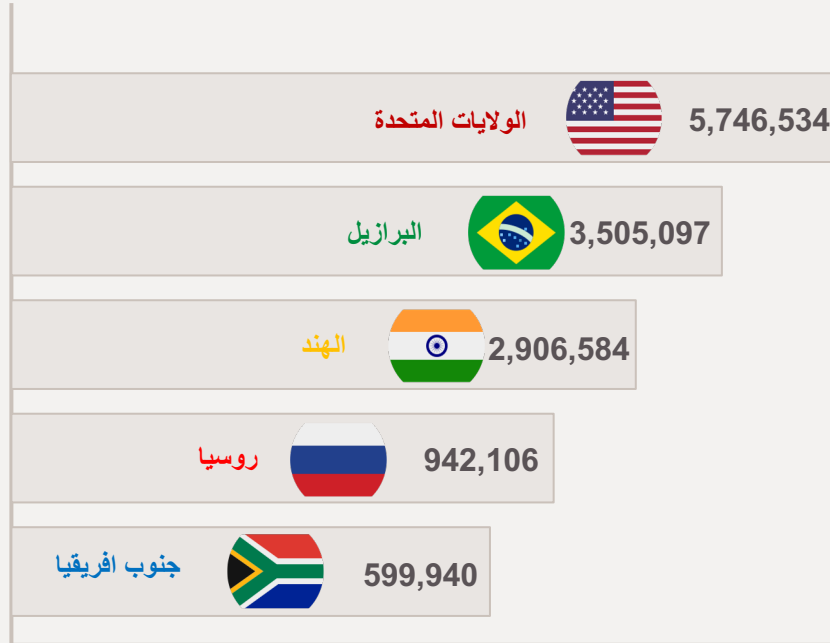 الولايات المتحدة 5,746,534
البرازيل 3,505,097
الهند 2,906,584
روسيا 942,106
جنوب افريقيا 599,940